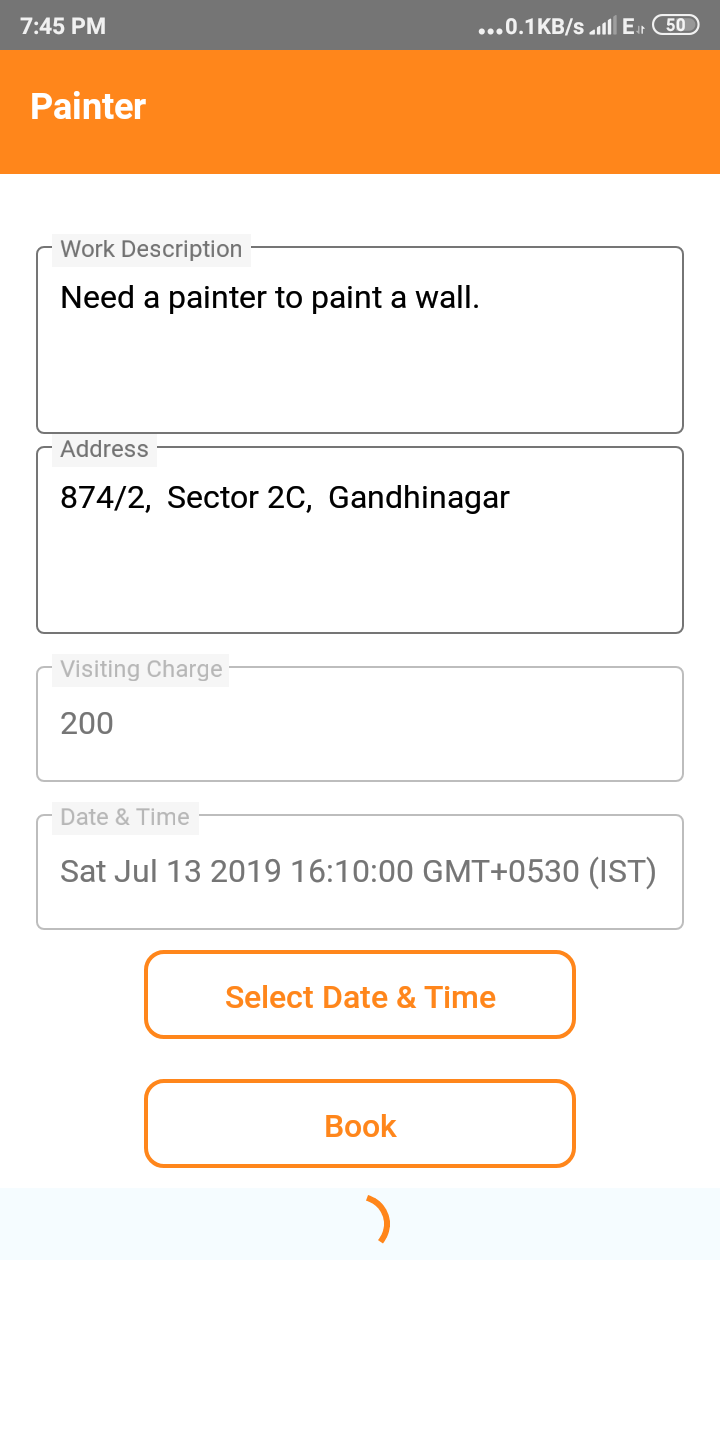 7:45 PM ...0.1KB/s E 50
Painter
Work Description
Need a painter to paint a wall.
Address
874/2, Sector 2C, Gandhinagar
Visiting Charge
200
Date & Time
Sat Jul 13 2019 16:10:00 GMT+0530 (IST)
Select Date & Time
Book